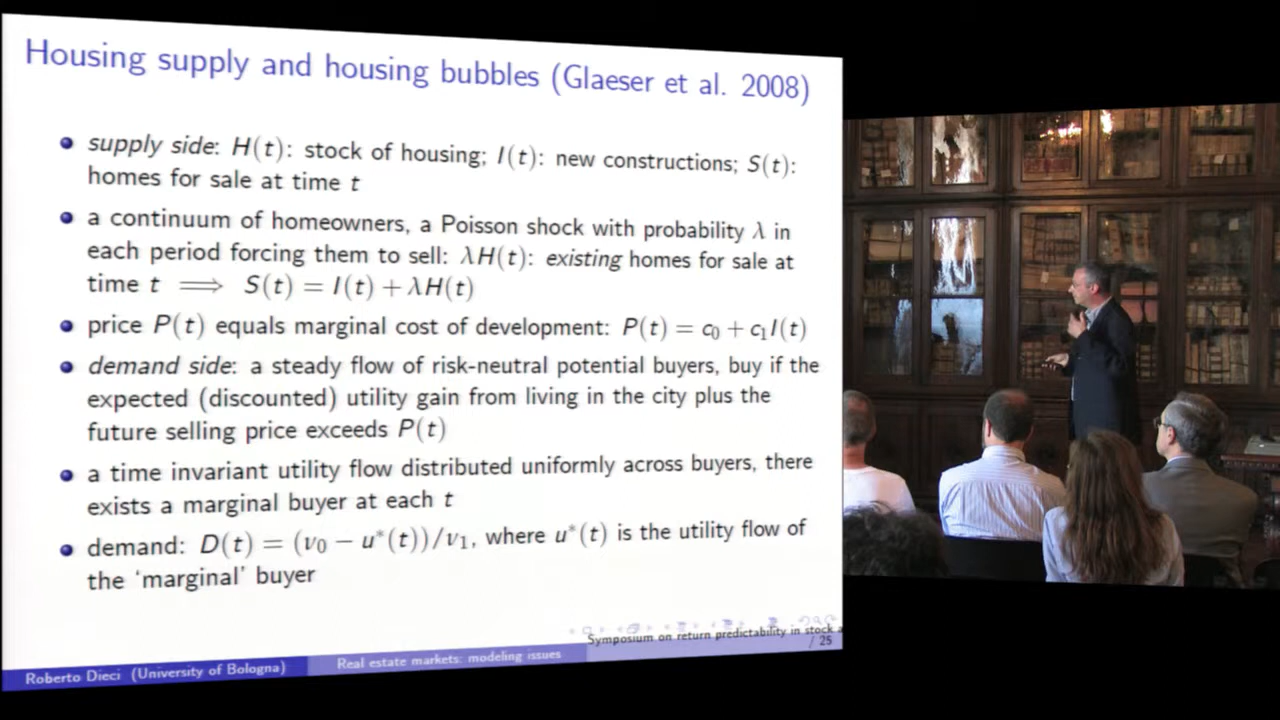 Housing supply and housing bubbles (Glaeser et al. 2008)
supply side: H(t): stock of housing; I(t): new constructions; S(t):
homes for sale at time t
a continuum of homeowners, a Poisson shock with probability λ in
each period forcing them to sell: λH(t): existing homes for sale at
time t ⟹ S(t) = I(t) + λH(t)
price P(t) equals marginal cost of development: P(t) = c₀ + c₁I(t)
demand side: a steady flow of risk-neutral potential buyers, buy if the
expected (discounted) utility gain from living in the city plus the
future selling price exceeds P(t)
a time invariant utility flow distributed uniformly across buyers, there
exists a marginal buyer at each t
demand: D(t) = (v₀ − u*(t))/v₁, where u*(t) is the utility flow of
the ‘marginal’ buyer
Symposium on return predictability in stock a
/ 25
Roberto Dieci (University of Bologna)
Real estate markets: modeling issues